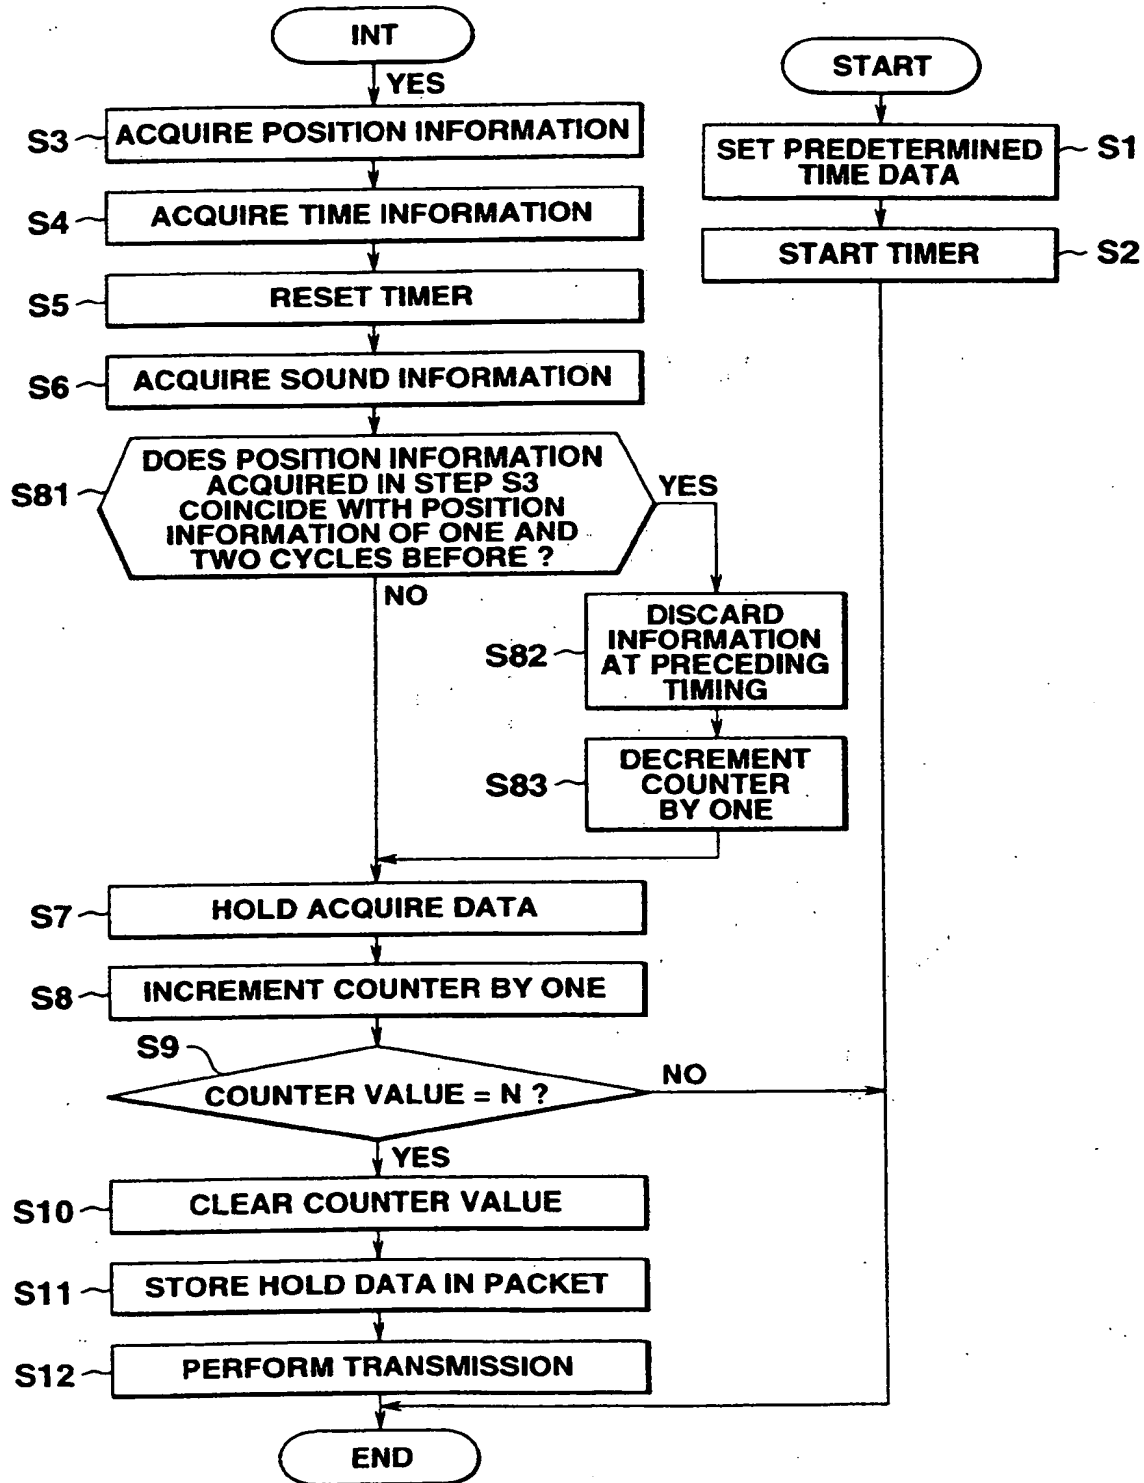 INT
YES
S3
ACQUIRE POSITION INFORMATION
S4
ACQUIRE TIME INFORMATION
S5
RESET TIMER
S6
ACQUIRE SOUND INFORMATION
S81
DOES POSITION INFORMATION
ACQUIRED IN STEP S3
COINCIDE WITH POSITION
INFORMATION OF ONE AND
TWO CYCLES BEFORE ?
YES
NO
S82
DISCARD
INFORMATION
AT PRECEDING
TIMING
S83
DECREMENT
COUNTER
BY ONE
S7
HOLD ACQUIRE DATA
S8
INCREMENT COUNTER BY ONE
S9
COUNTER VALUE = N ?
NO
YES
S10
CLEAR COUNTER VALUE
S11
STORE HOLD DATA IN PACKET
S12
PERFORM TRANSMISSION
END
START
SET PREDETERMINED
TIME DATA
S1
START TIMER
S2